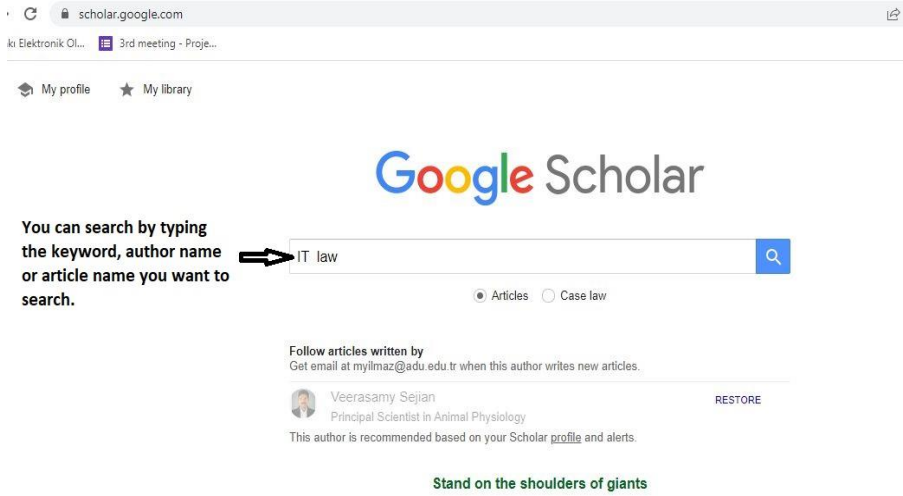 scholar.google.com
kı Elektronik Ol... 3rd meeting - Proje...
My profile My library
Google Scholar
You can search by typing
the keyword, author name
or article name you want to
search.
IT law
Articles Case law
Follow articles written by
Get email at myilmaz@adu.edu.tr when this author writes new articles.
Veerasamy Sejian RESTORE
Principal Scientist in Animal Physiology
This author is recommended based on your Scholar profile and alerts.
Stand on the shoulders of giants